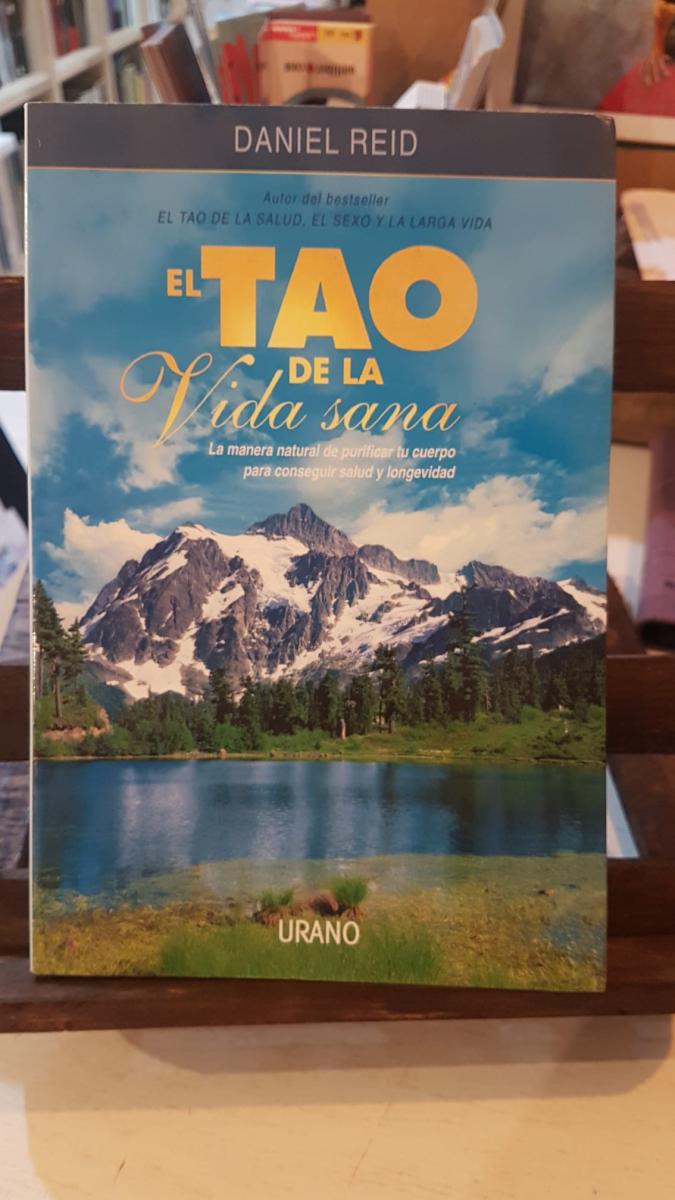 DANIEL REID
Autor del bestseller
EL TAO DE LA SALUD, EL SEXO Y LA LARGA VIDA
EL TAO
DE LA
Vida sana
La manera natural de purificar tu cuerpo
para conseguir salud y longevidad
URANO